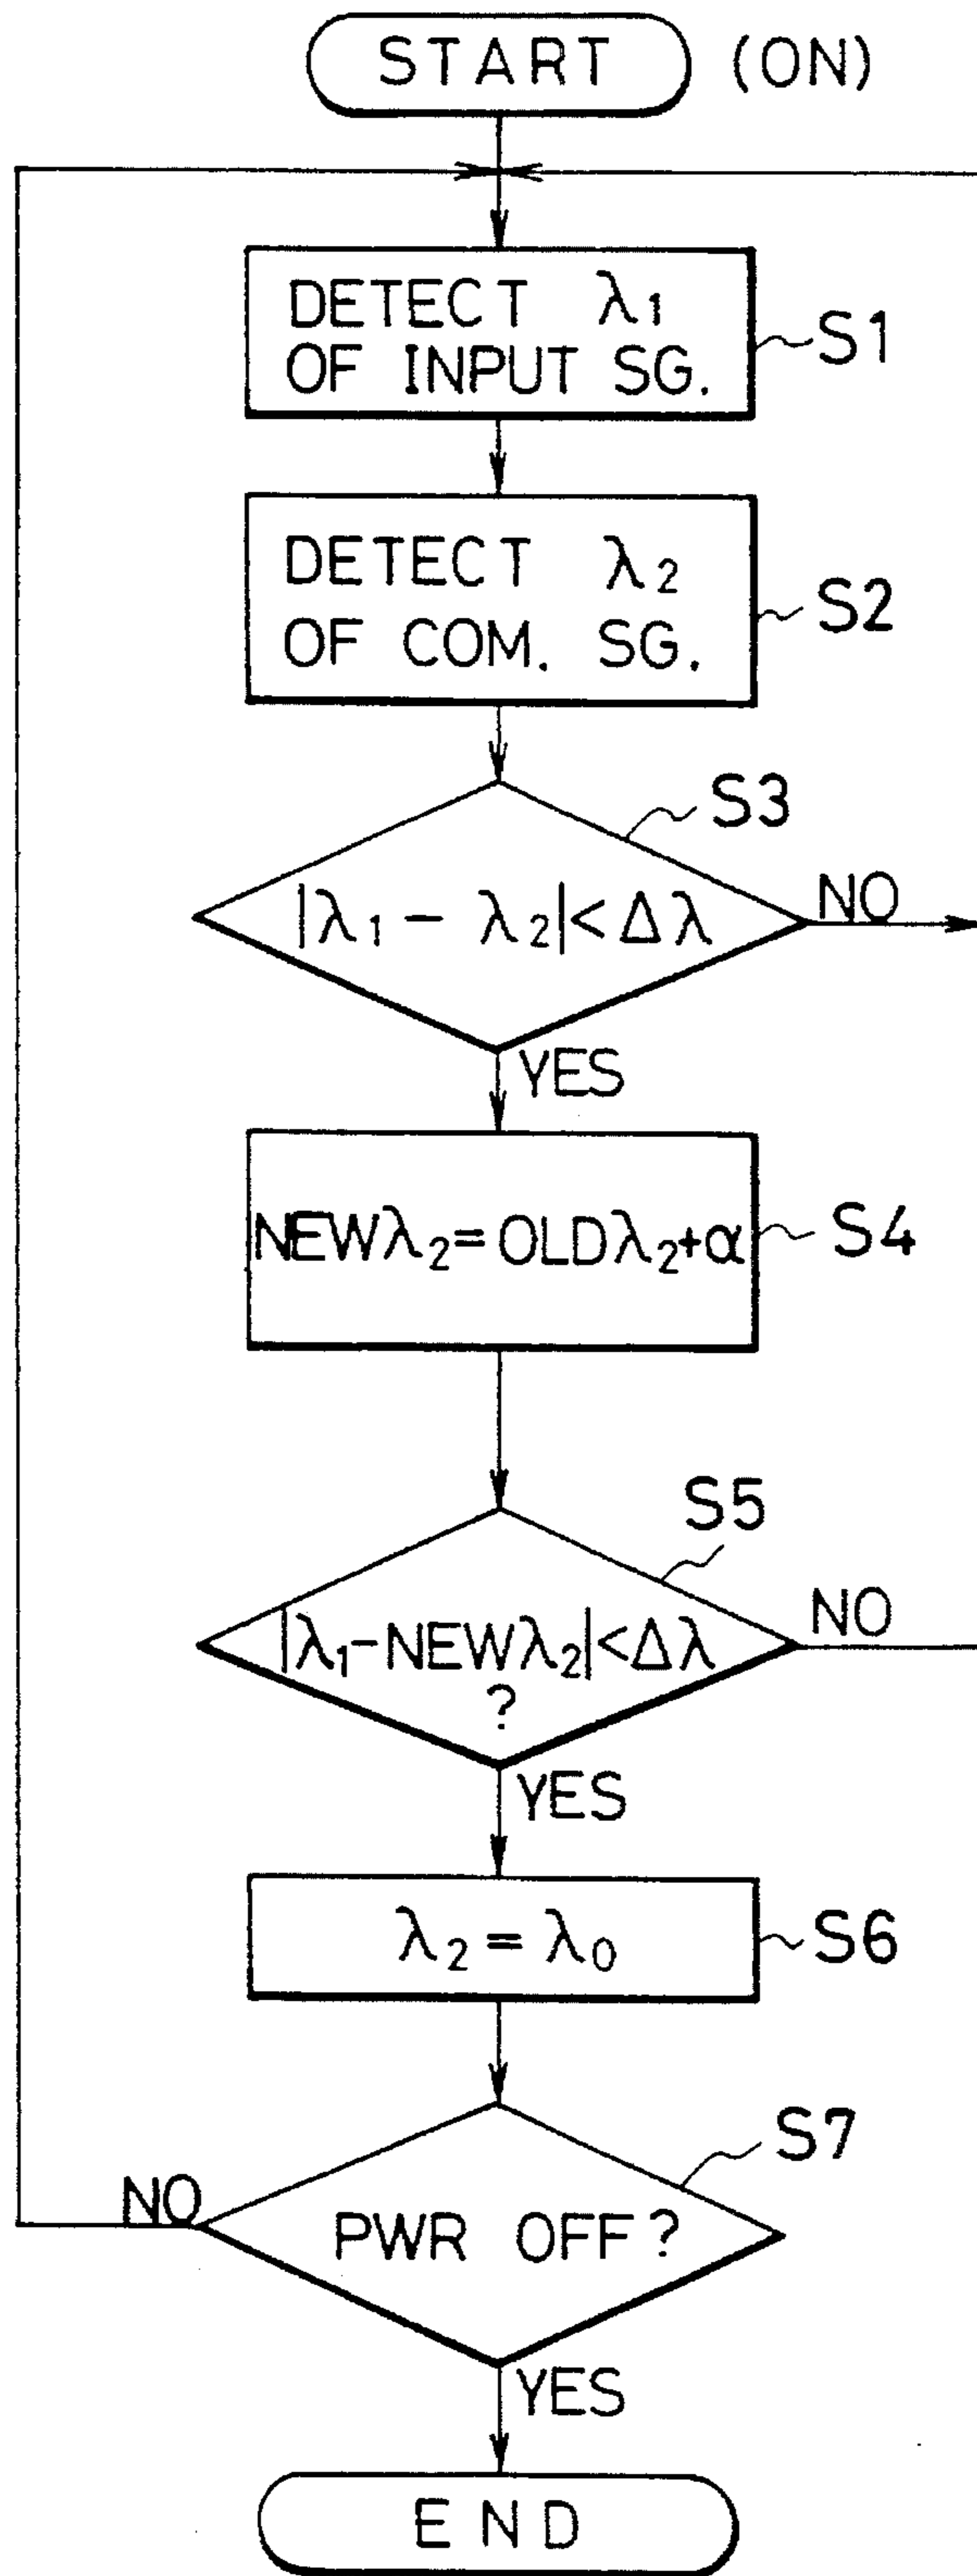 START (ON)
DETECT λ1
OF INPUT SG.
S1
DETECT λ2
OF COM. SG.
S2
S3
|λ1 - λ2| < Δλ
NO
YES
NEWλ2=OLDλ2+α
S4
S5
|λ1-NEWλ2|<Δλ
?
NO
YES
λ2 = λ0
S6
S7
NO
PWR OFF?
YES
END